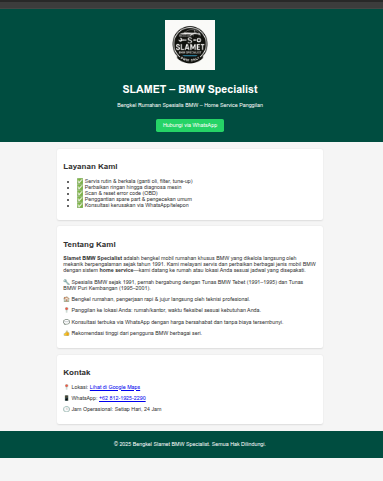 SLAMET
SLAMET – BMW Specialist
Bengkel Rumahan Spesialis BMW – Home Service Panggilan
Hubungi via WhatsApp
Layanan Kami
Servis rutin & berkala (ganti oli, filter, tune-up)
Perbaikan ringan hingga diagnosa mesin
Scan & reset error code (OBD)
Penggantian spare part & pengecekan umum
Konsultasi kerusakan via WhatsApp/telepon
Tentang Kami
Slamet BMW Specialist adalah bengkel mobil rumahan khusus BMW yang dikelola langsung oleh
mekanik berpengalaman sejak tahun 1991. Kami melayani servis dan perbaikan berbagai jenis mobil BMW
dengan sistem home service—kami datang ke rumah atau lokasi Anda sesuai jadwal yang disepakati.
🔧 Spesialis BMW sejak 1991, pernah bergabung dengan Tunas BMW Tebet (1991–1995) dan Tunas
BMW Puri Kembangan (1995–2001).
🏠 Bengkel rumahan, pengerjaan rapi & jujur langsung oleh teknisi profesional.
📍 Panggilan ke lokasi Anda: rumah/kantor, waktu fleksibel sesuai kebutuhan Anda.
💬 Konsultasi terbuka via WhatsApp dengan harga bersahabat dan tanpa biaya tersembunyi.
👍 Rekomendasi tinggi dari pengguna BMW berbagai seri.
Kontak
📍 Lokasi: Lihat di Google Maps
📱 WhatsApp: +62 812-1925-2290
🕒 Jam Operasional: Setiap Hari, 24 Jam
© 2025 Bengkel Slamet BMW Specialist. Semua Hak Dilindungi.